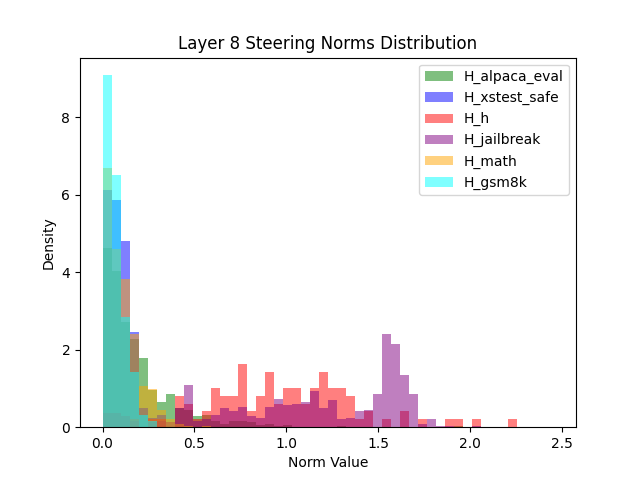 Layer 8 Steering Norms Distribution
H_alpaca_eval
H_xstest_safe
H_h
H_jailbreak
H_math
H_gsm8k
Density
8
6
4
2
0
0.0 0.5 1.0 1.5 2.0 2.5
Norm Value